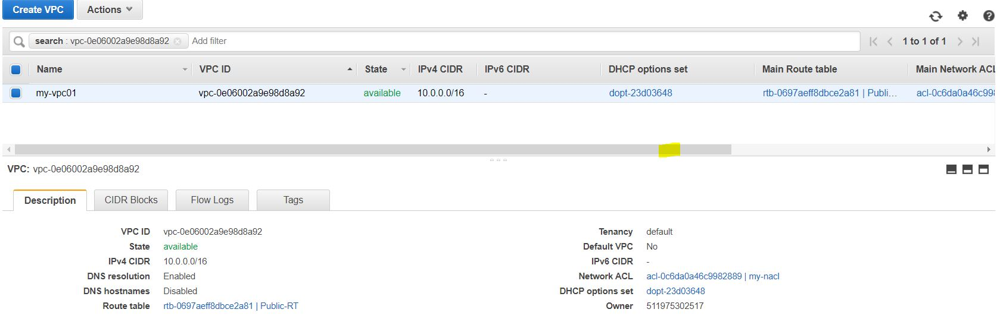 Create VPC Actions
search : vpc-0e06002a9e98d8a92 Add filter 1 to 1 of 1
Name VPC ID State IPv4 CIDR IPv6 CIDR DHCP options set Main Route table Main Network ACL
my-vpc01 vpc-0e06002a9e98d8a92 available 10.0.0.0/16 - dopt-23d03648 rtb-0697aeff8dbce2a81 | Publi... acl-0c6da0a46c998
VPC: vpc-0e06002a9e98d8a92
Description CIDR Blocks Flow Logs Tags
VPC ID vpc-0e06002a9e98d8a92 Tenancy default
State available Default VPC No
IPv4 CIDR 10.0.0.0/16 IPv6 CIDR -
DNS resolution Enabled Network ACL acl-0c6da0a46c9982889 | my-nacl
DNS hostnames Disabled DHCP options set dopt-23d03648
Route table rtb-0697aeff8dbce2a81 | Public-RT Owner 511975302517